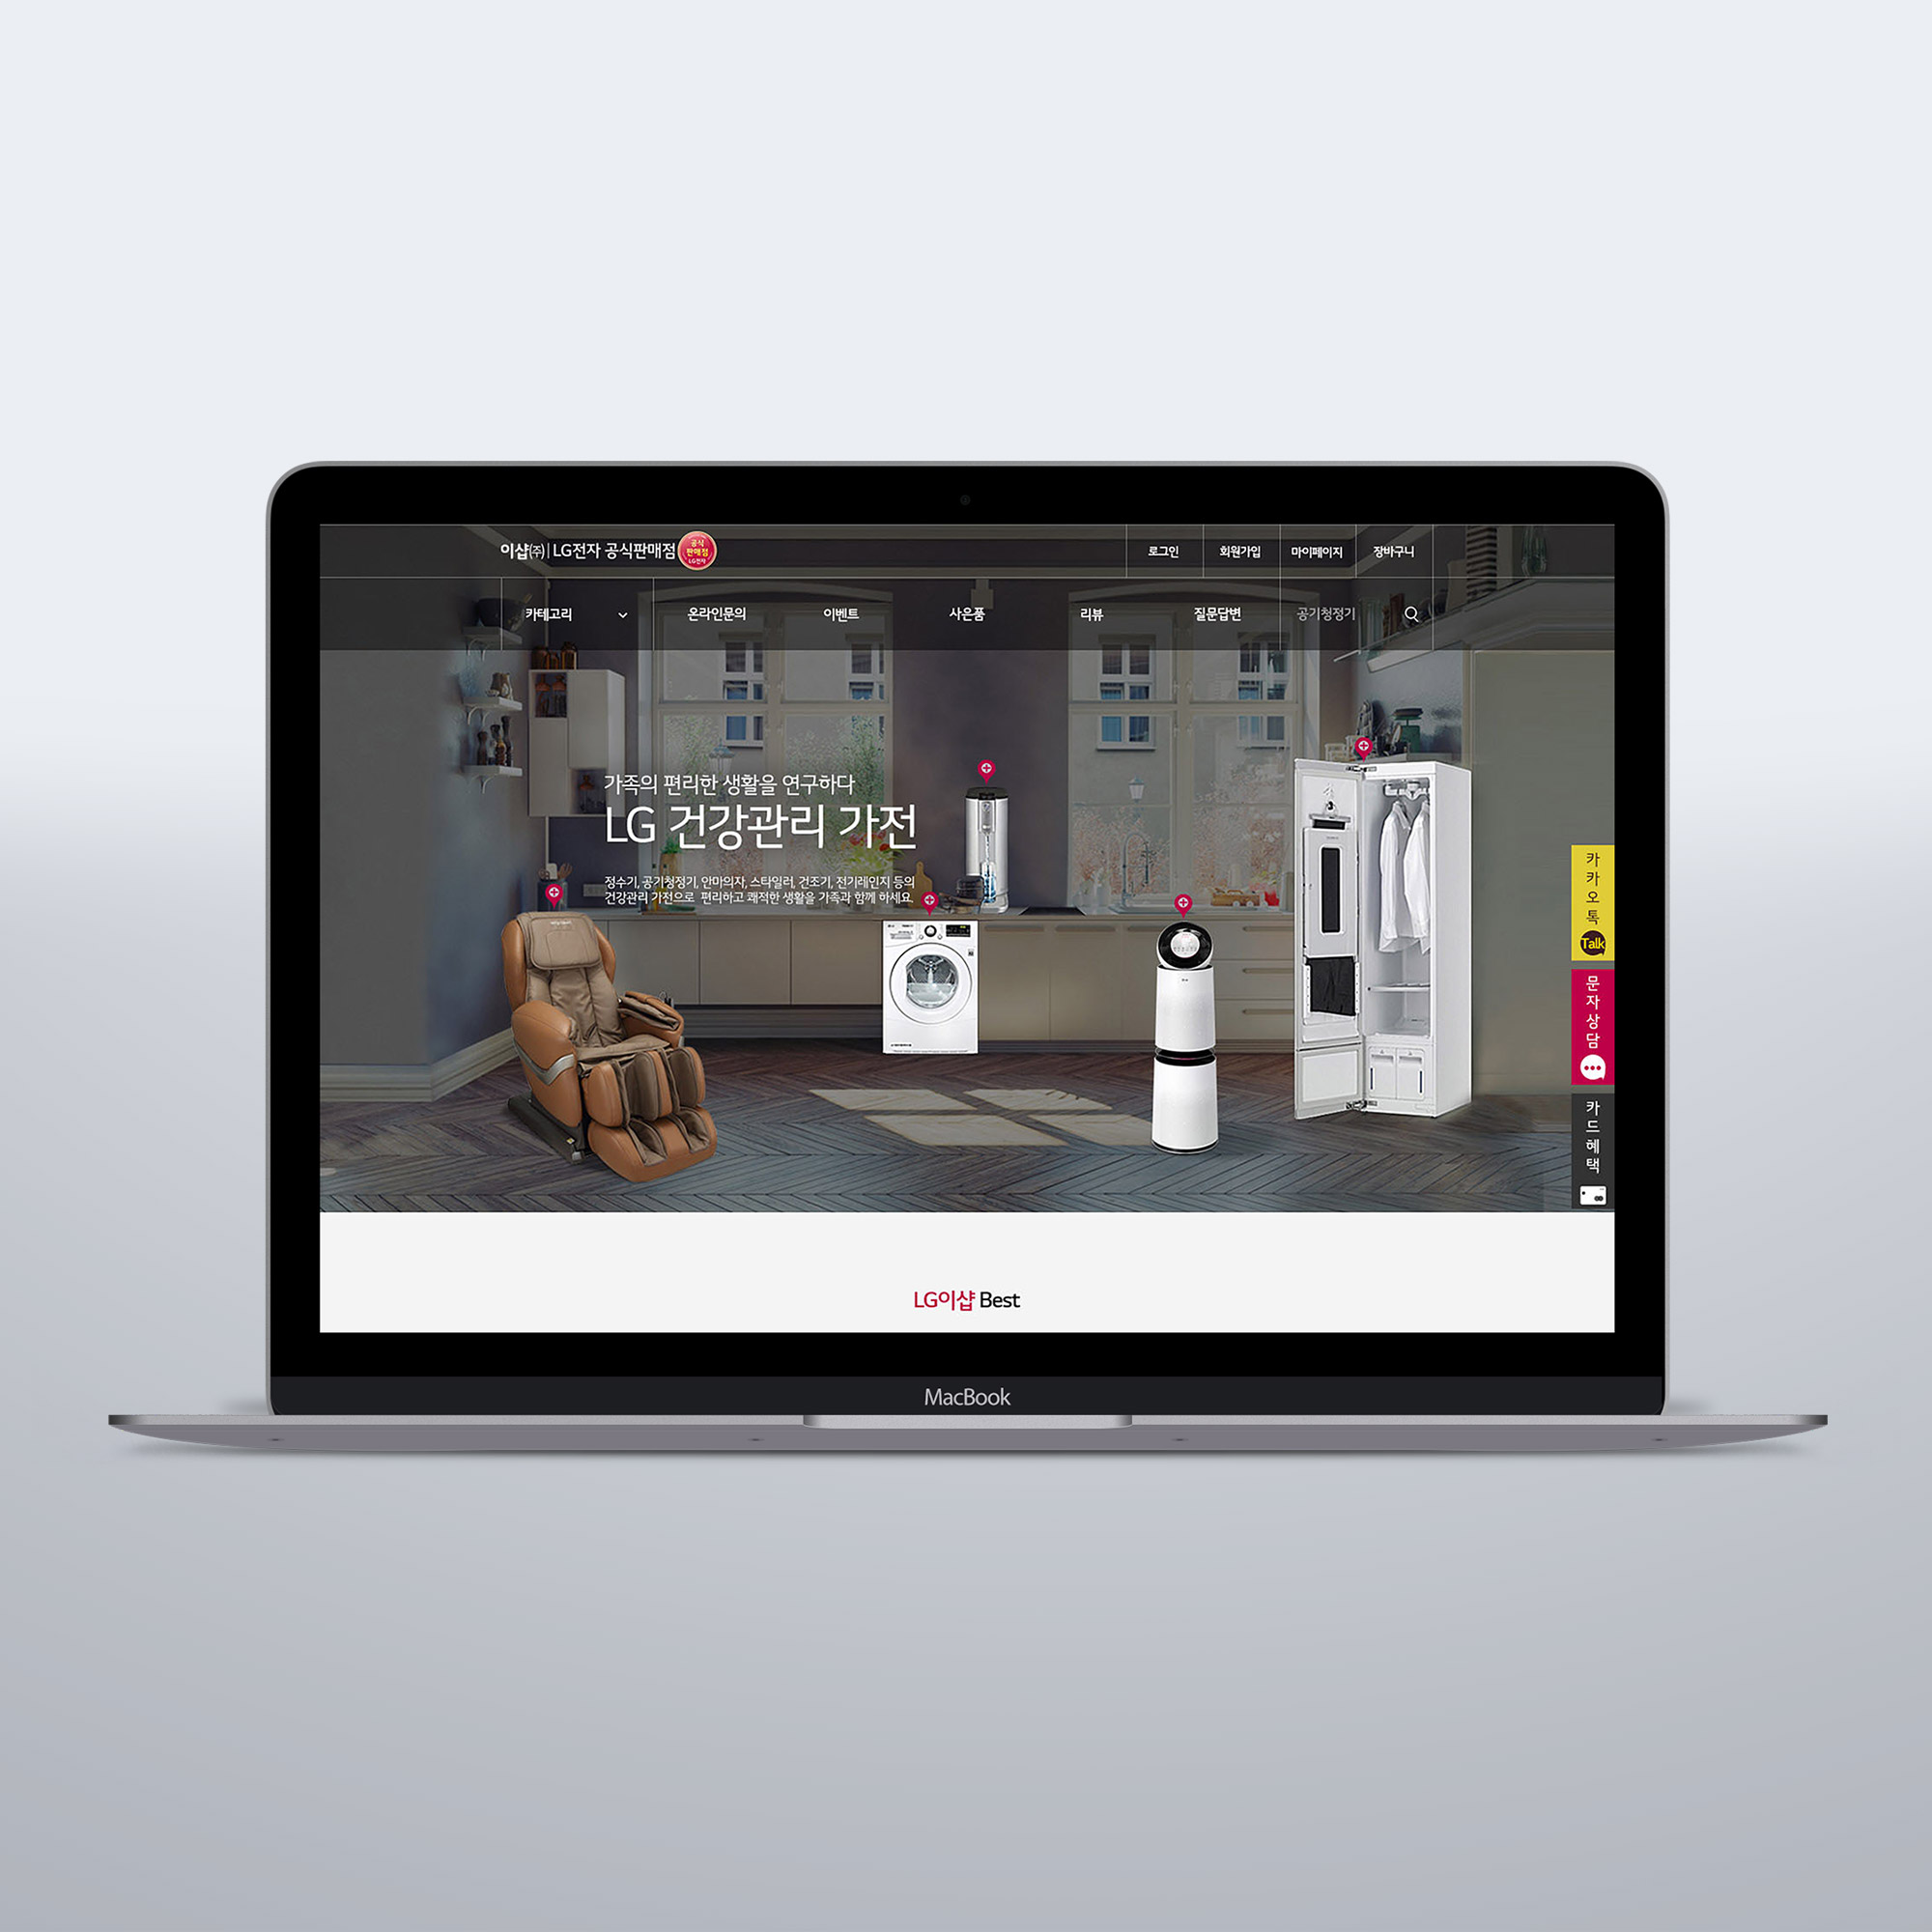 이샵㈜ | LG전자 공식판매점
공식
판매점
LG전자
로그인 회원가입 마이페이지 장바구니
카테고리 온라인문의 이벤트 사은품 리뷰 질문답변 공기청정기
가족의 편리한 생활을 연구하다
LG 건강관리 가전
정수기, 공기청정기, 안마의자, 스타일러, 건조기, 전기레인지 등의
건강관리 가전으로 편리하고 쾌적한 생활을 가족과 함께 하세요.
카카오톡
Talk
문자상담
카드혜택
LG이샵 Best
MacBook